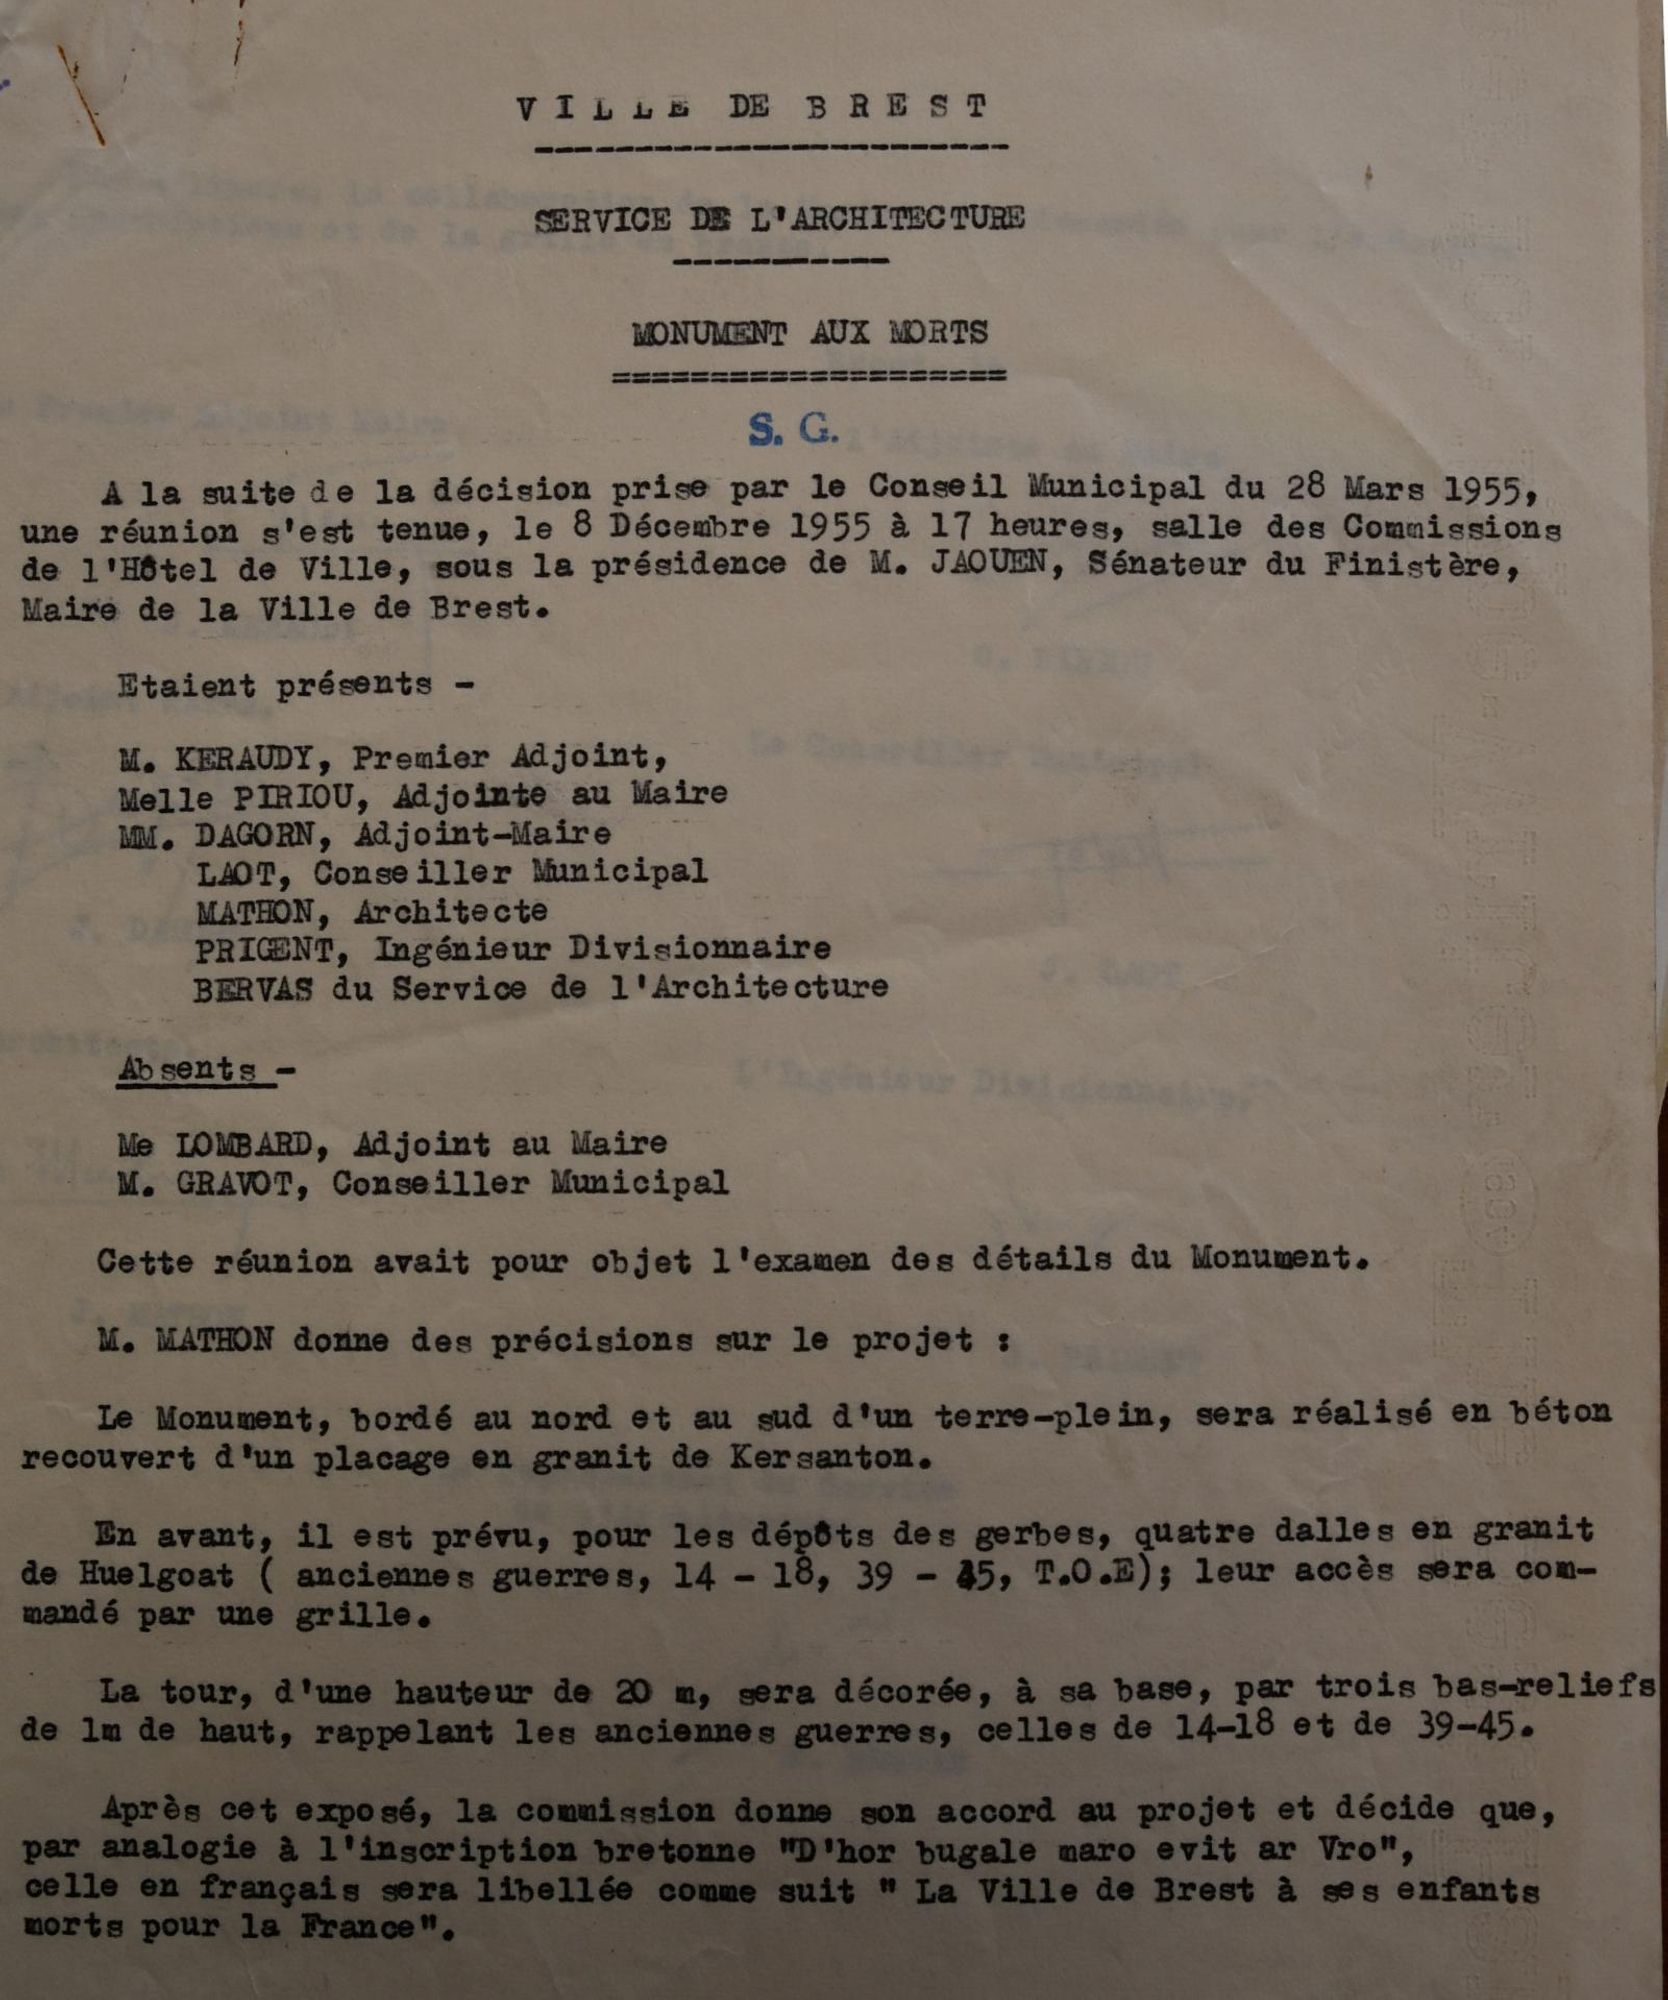 VILLE DE BREST
SERVICE DE L'ARCHITECTURE
MONUMENT AUX MORTS
S. G.
A la suite de la décision prise par le Conseil Municipal du 28 Mars 1955,
une réunion s'est tenue, le 8 Décembre 1955 à 17 heures, salle des Commissions
de l'Hôtel de Ville, sous la présidence de M. JAOUEN, Sénateur du Finistère,
Maire de la Ville de Brest.
Etaient présents -
M. KERAUDY, Premier Adjoint,
Melle PIRIOU, Adjointe au Maire
MM. DAGORN, Adjoint-Maire
LAOT, Conseiller Municipal
MATHON, Architecte
PRIGENT, Ingénieur Divisionnaire
BERVAS du Service de l'Architecture
Absents -
Me LOMBARD, Adjoint au Maire
M. GRAVOT, Conseiller Municipal
Cette réunion avait pour objet l'examen des détails du Monument.
M. MATHON donne des précisions sur le projet :
Le Monument, bordé au nord et au sud d'un terre-plein, sera réalisé en béton
recouvert d'un placage en granit de Kersanton.
En avant, il est prévu, pour les dépôts des gerbes, quatre dalles en granit
de Huelgoat ( anciennes guerres, 14 - 18, 39 - 45, T.O.E); leur accès sera com-
mandé par une grille.
La tour, d'une hauteur de 20 m, sera décorée, à sa base, par trois bas-reliefs
de 1m de haut, rappelant les anciennes guerres, celles de 14-18 et de 39-45.
Après cet exposé, la commission donne son accord au projet et décide que,
par analogie à l'inscription bretonne "D'hor bugale maro evit ar Vro",
celle en français sera libellée comme suit " La Ville de Brest à ses enfants
morts pour la France".